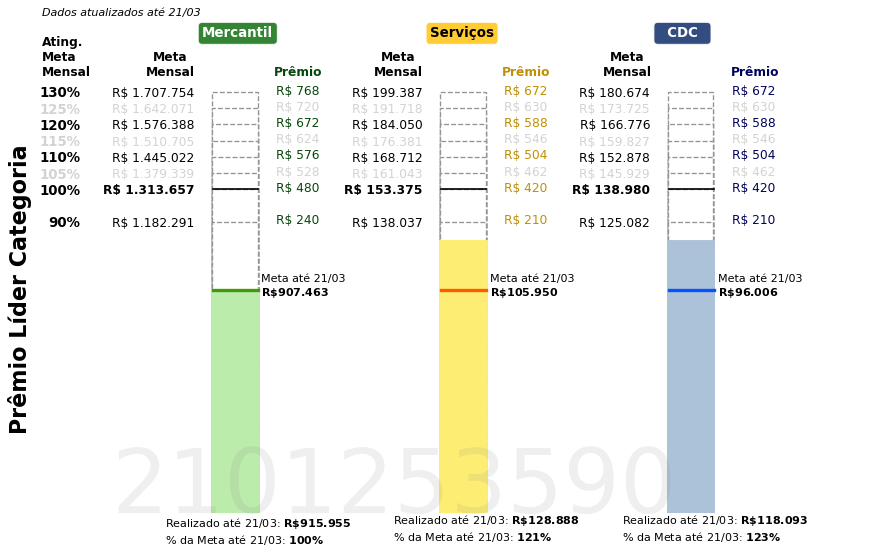 Dados atualizados até 21/03
Mercantil Serviços CDC
Ating.
Meta Meta Meta Meta
Mensal Mensal Prêmio Mensal Prêmio Mensal Prêmio
130% R$ 1.707.754 R$ 768 R$ 199.387 R$ 672 R$ 180.674 R$ 672
125% R$ 1.642.071 R$ 720 R$ 191.718 R$ 630 R$ 173.725 R$ 630
120% R$ 1.576.388 R$ 672 R$ 184.050 R$ 588 R$ 166.776 R$ 588
115% R$ 1.510.705 R$ 624 R$ 176.381 R$ 546 R$ 159.827 R$ 546
110% R$ 1.445.022 R$ 576 R$ 168.712 R$ 504 R$ 152.878 R$ 504
105% R$ 1.379.339 R$ 528 R$ 161.043 R$ 462 R$ 145.929 R$ 462
100% R$ 1.313.657 R$ 480 R$ 153.375 R$ 420 R$ 138.980 R$ 420
90% R$ 1.182.291 R$ 240 R$ 138.037 R$ 210 R$ 125.082 R$ 210
Prêmio Líder Categoria
Meta até 21/03 Meta até 21/03 Meta até 21/03
R$907.463 R$105.950 R$96.006
2101253590
Realizado até 21/03: R$915.955 Realizado até 21/03: R$128.888 Realizado até 21/03: R$118.093
% da Meta até 21/03: 100% % da Meta até 21/03: 121% % da Meta até 21/03: 123%